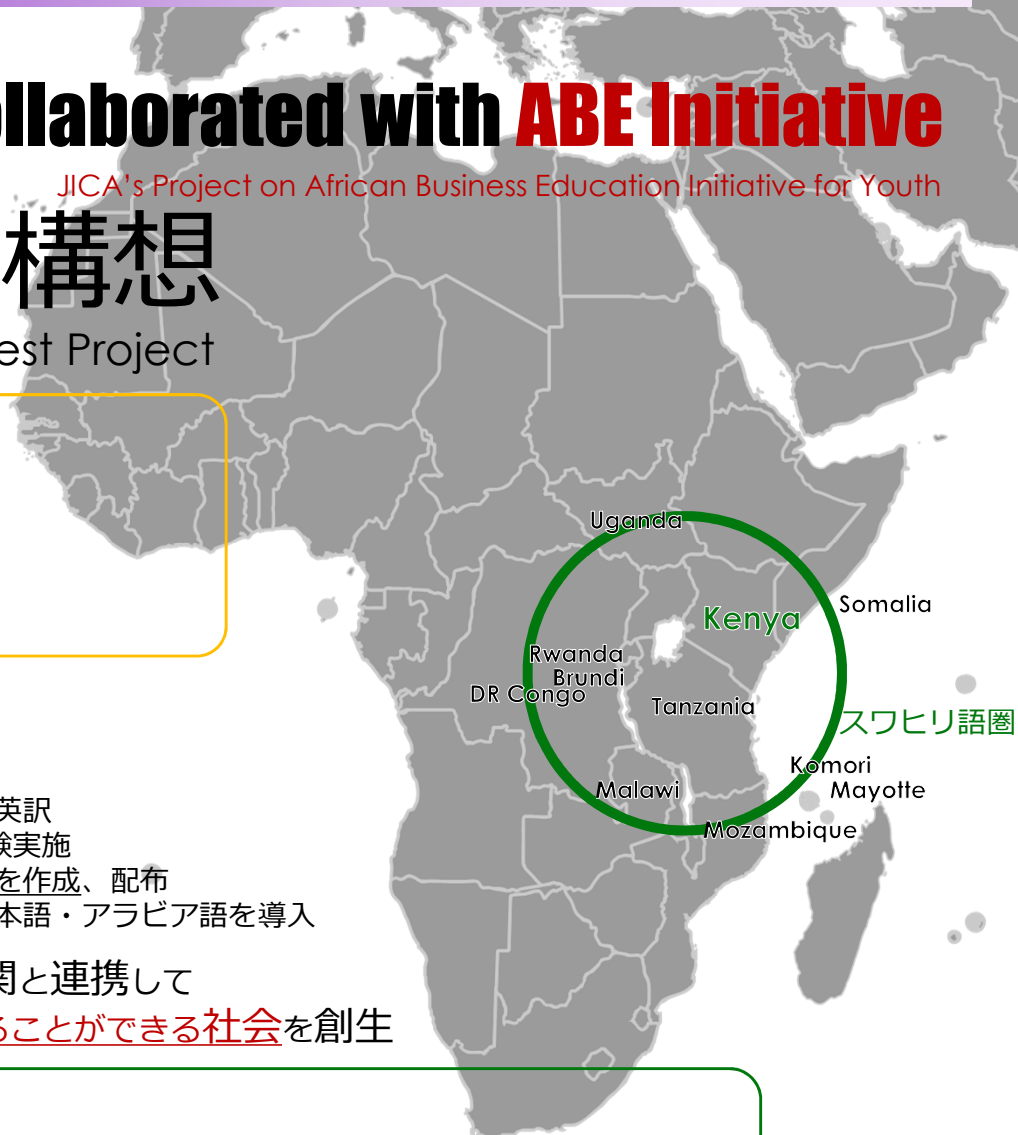 ollaborated with ABE Initiative
JICA's Project on African Business Education Initiative for Youth
構想
est Project
Uganda
Kenya
Somalia
Rwanda
Brundi
DR Congo
Tanzania
スワヒリ語圏
Komori
Mayotte
Malawi
Mozambique
英訳
験実施
を作成、配布
本語・アラビア語を導入
関と連携して
ることができる社会を創生